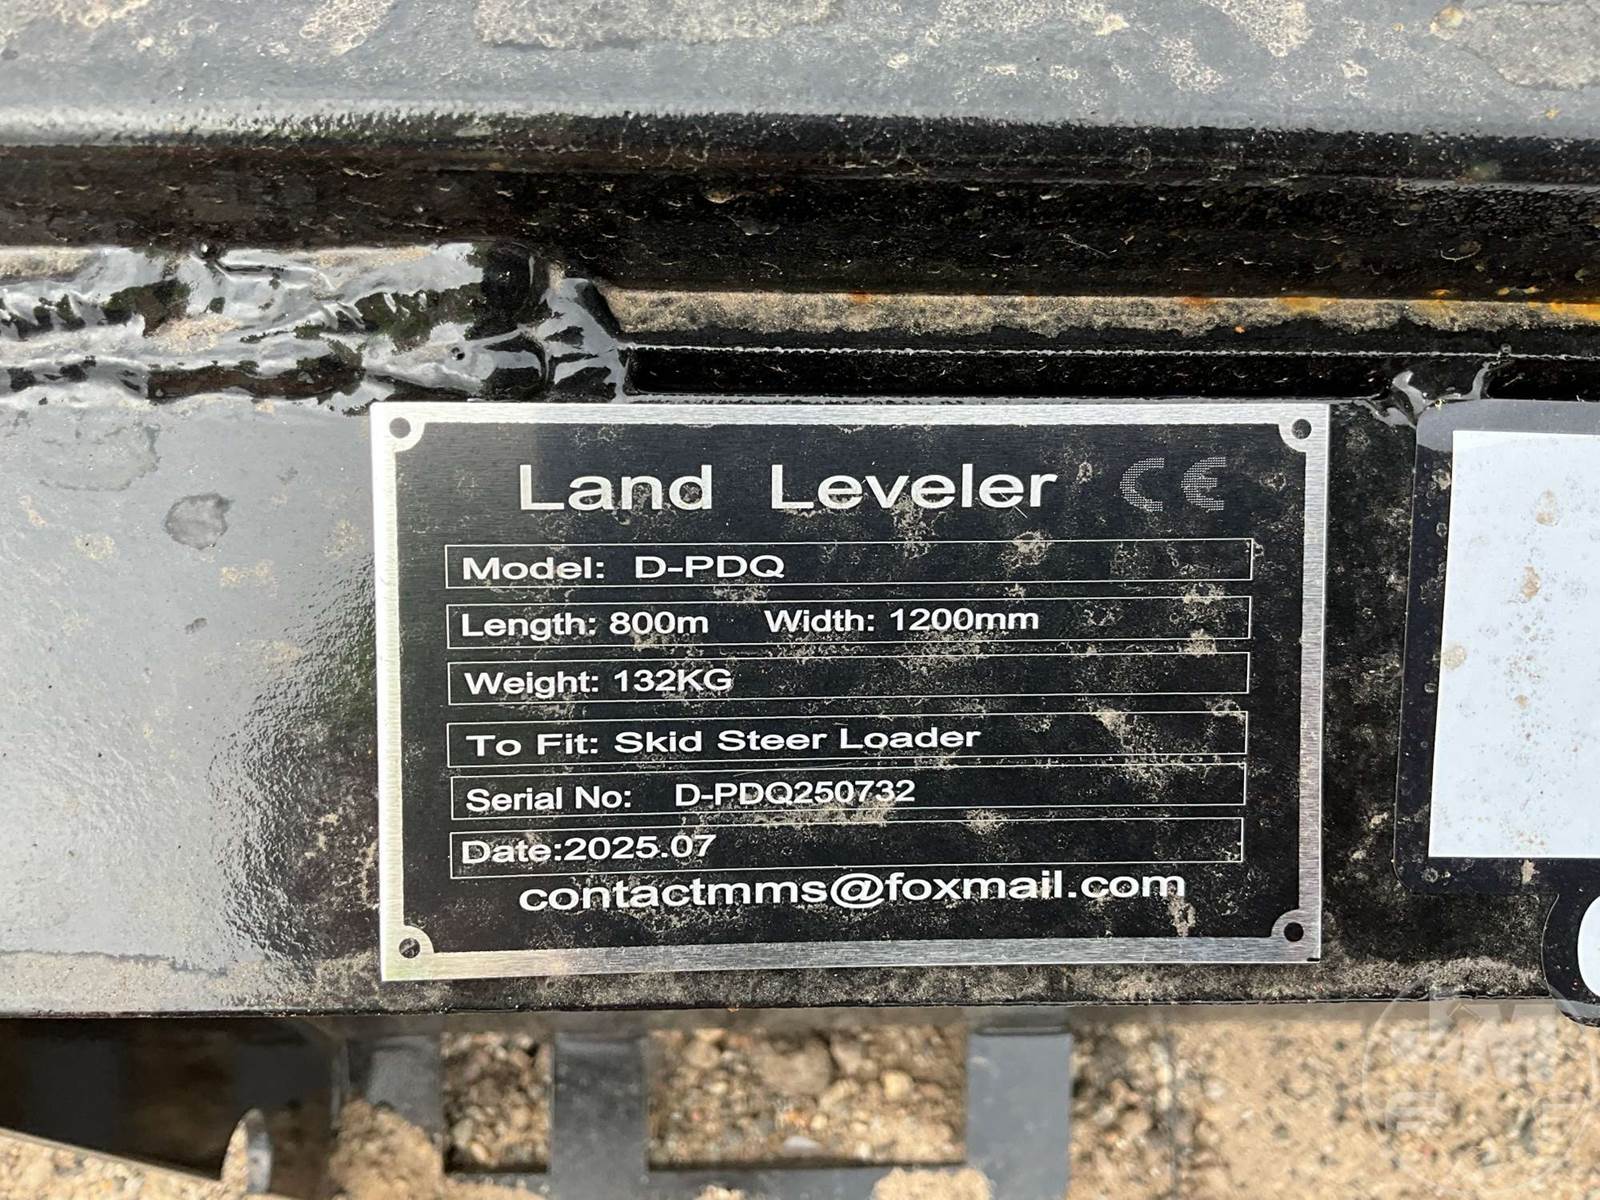 Land Leveler CE
Model: D-PDQ
Length: 800m Width: 1200mm
Weight: 132KG
To Fit: Skid Steer Loader
Serial No: D-PDQ250732
Date:2025.07
contactmms@foxmail.com